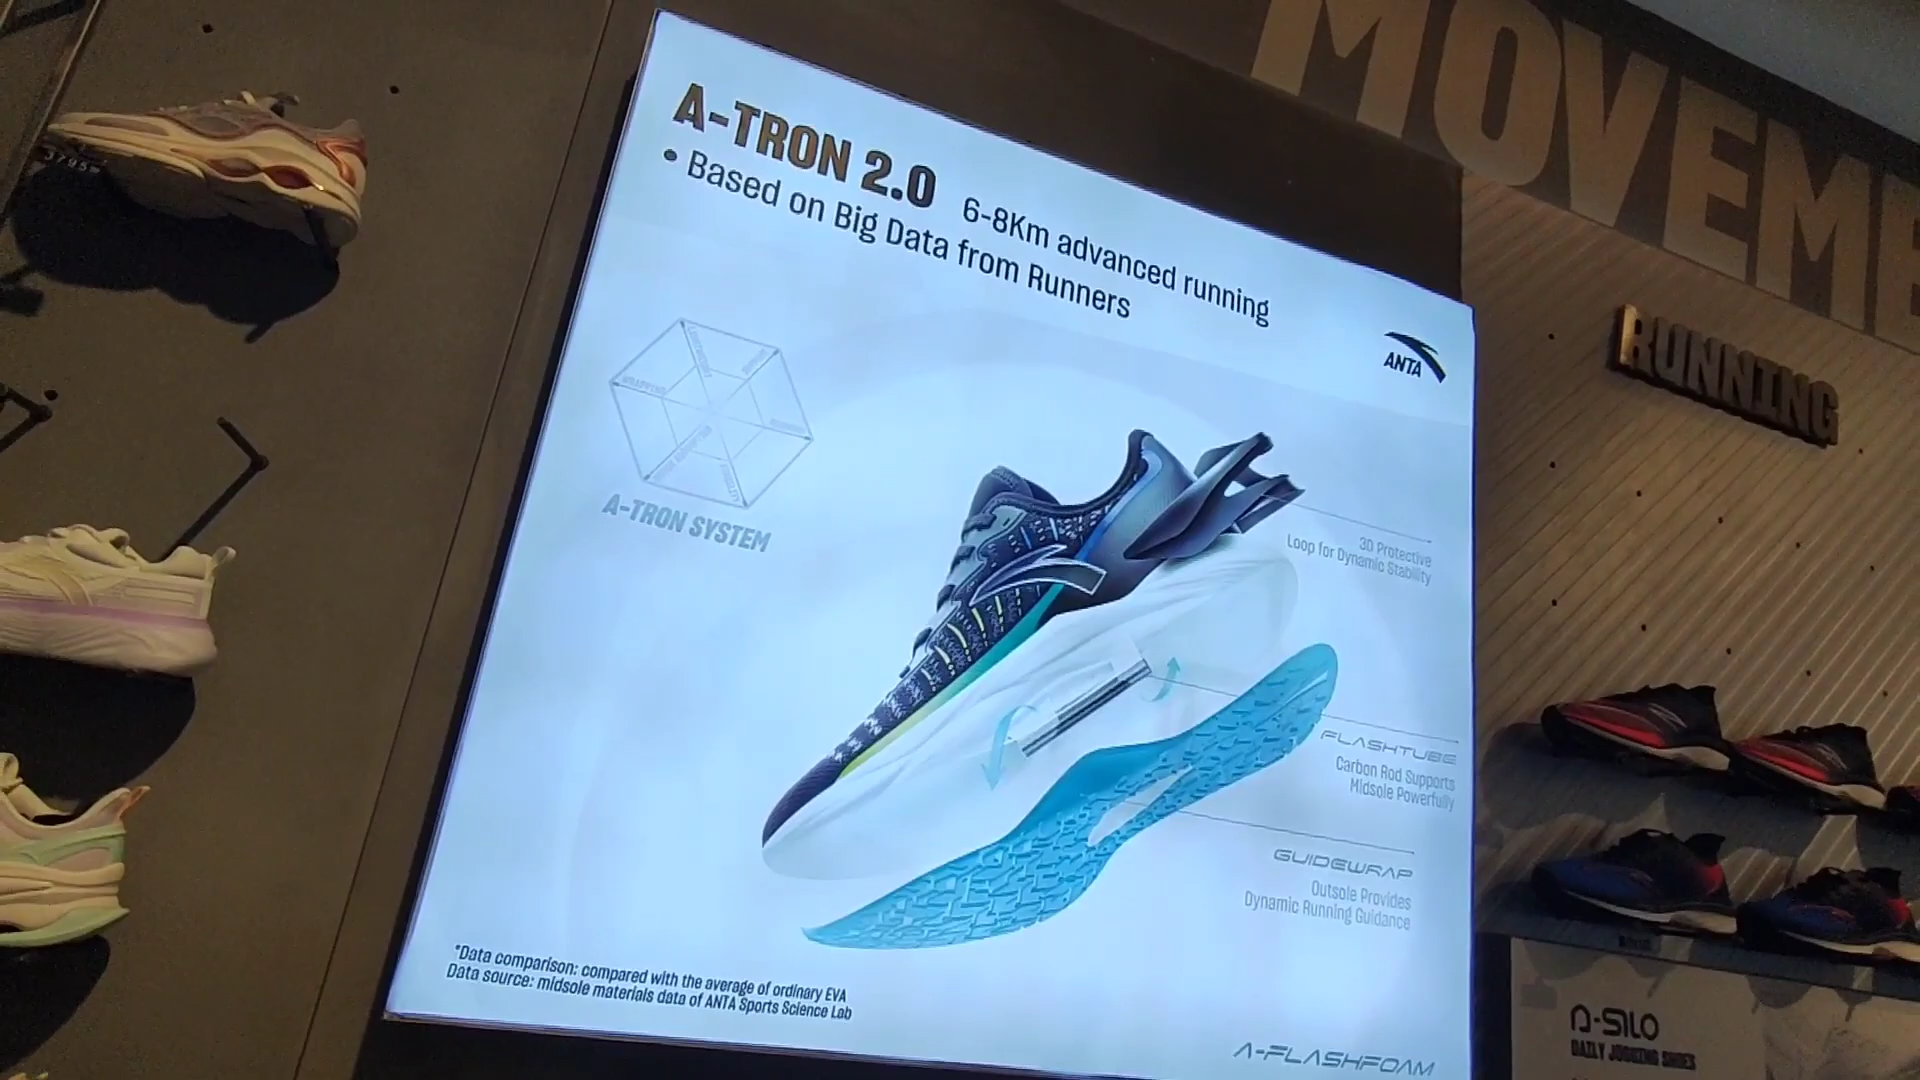 MOVEME
A-TRON 2.0 6-8Km advanced running
• Based on Big Data from Runners
ANTA
RUNNING
WRAPPING
A-TRON SYSTEM
3D Protective
Loop for Dynamic Stability
FLASHTUBE
Carbon Rod Supports
Midsole Powerfully
GUIDEWRAP
Outsole Provides
Dynamic Running Guidance
*Data comparison: compared with the average of ordinary EVA
Data source: midsole materials data of ANTA Sports Science Lab
A-FLASHFOAM
A-SILO
DAILY JOGGING SHOES